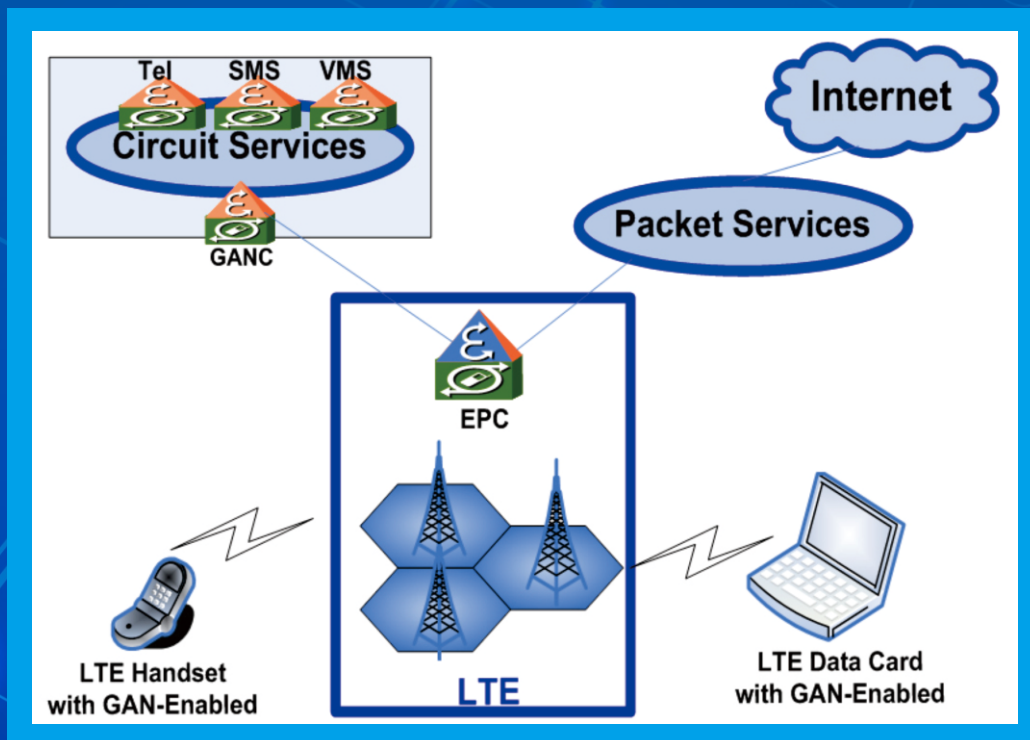 Tel SMS VMS
Circuit Services
GANC
Internet
Packet Services
EPC
LTE
LTE Handset
with GAN-Enabled
LTE Data Card
with GAN-Enabled